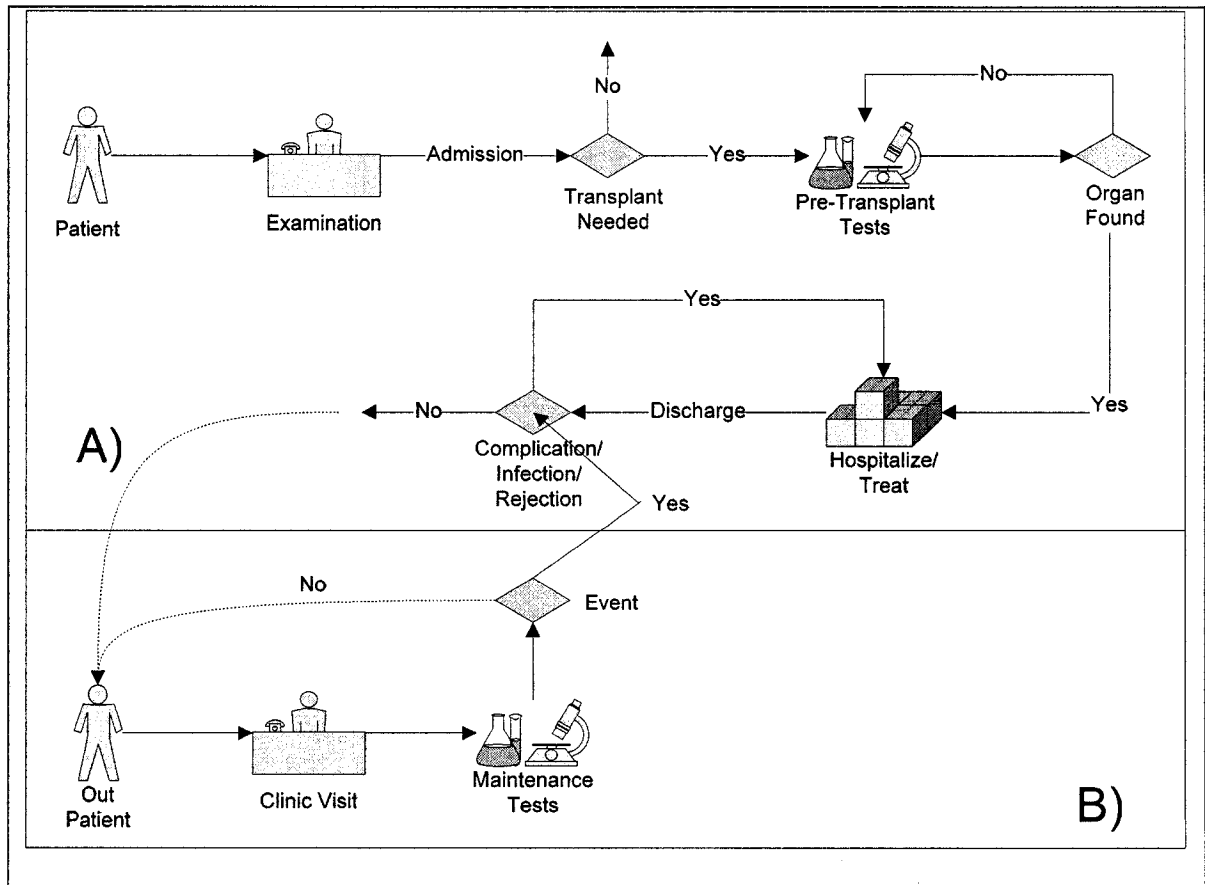 No
No
Admission
Yes
Patient
Examination
Transplant
Needed
Pre-Transplant
Tests
Organ
Found
Yes
No
Discharge
Yes
A)
Complication/
Infection/
Rejection
Hospitalize/
Treat
Yes
No
Event
Out
Patient
Clinic Visit
Maintenance
Tests
B)